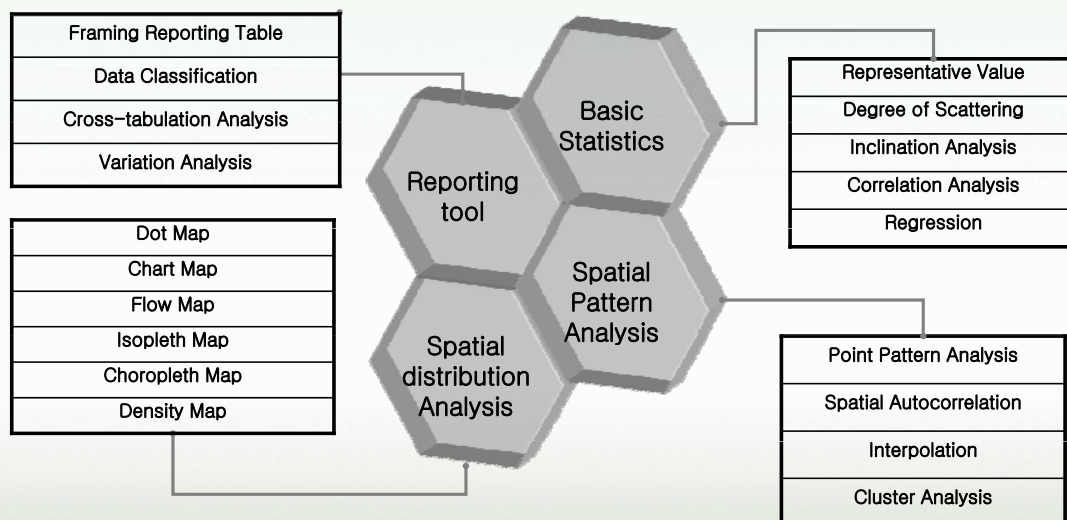 Framing Reporting Table
Data Classification
Cross-tabulation Analysis
Variation Analysis
Dot Map
Chart Map
Flow Map
Isopleth Map
Choropleth Map
Density Map
Basic
Statistics
Reporting
tool
Spatial
Pattern
Analysis
Spatial
distribution
Analysis
Representative Value
Degree of Scattering
Inclination Analysis
Correlation Analysis
Regression
Point Pattern Analysis
Spatial Autocorrelation
Interpolation
Cluster Analysis